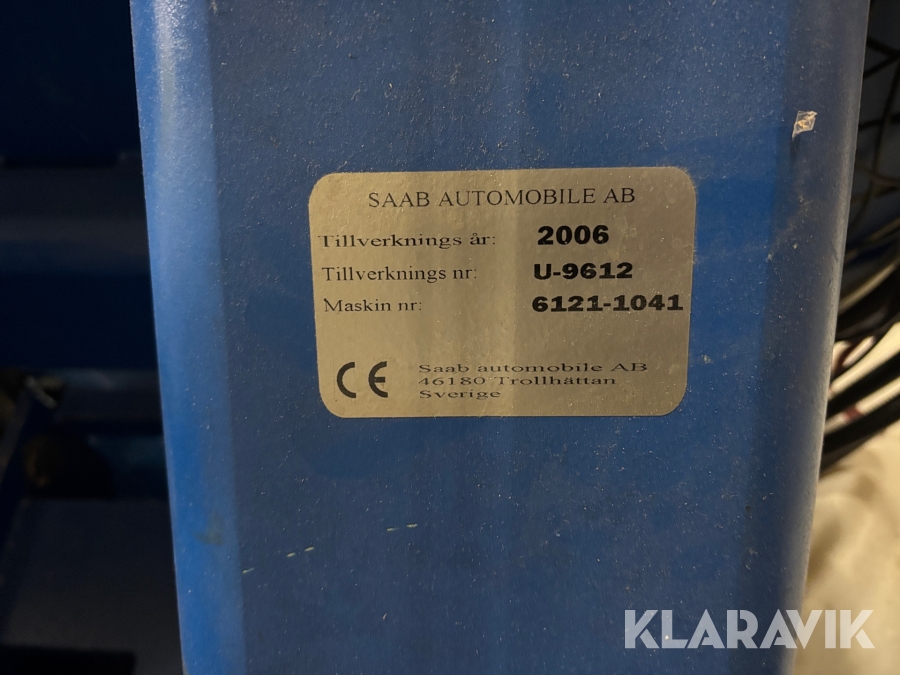 SAAB AUTOMOBILE AB
Tillverknings år: 2006
Tillverknings nr: U-9612
Maskin nr: 6121-1041
CE
Saab automobile AB
46180 Trollhättan
Sverige
KLARAVIK